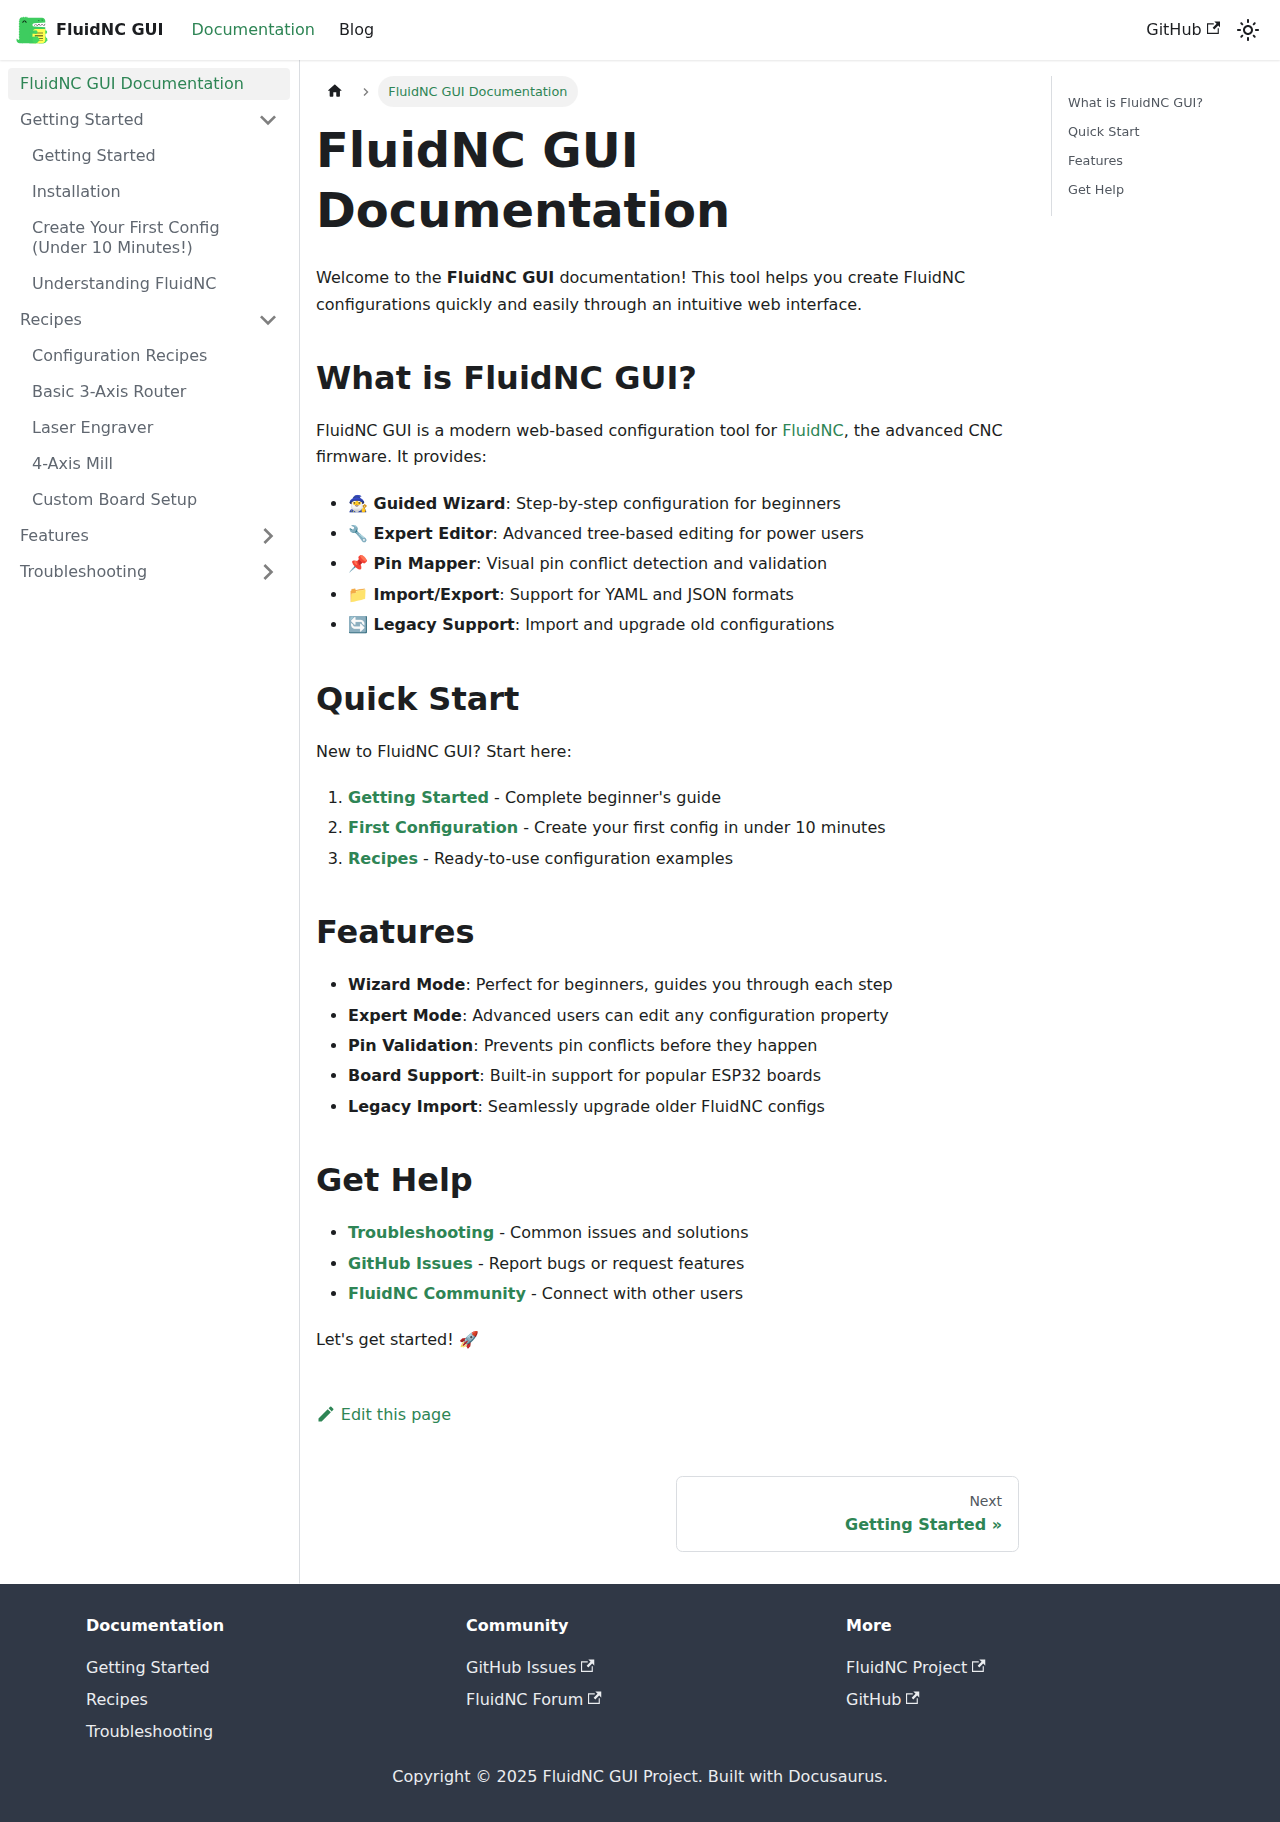 FluidNC GUI
Documentation
Blog
GitHub
FluidNC GUI Documentation
Getting Started
Getting Started
Installation
Create Your First Config
(Under 10 Minutes!)
Understanding FluidNC
Recipes
Configuration Recipes
Basic 3-Axis Router
Laser Engraver
4-Axis Mill
Custom Board Setup
Features
Troubleshooting
FluidNC GUI Documentation
FluidNC GUI
Documentation
Welcome to the FluidNC GUI documentation! This tool helps you create FluidNC
configurations quickly and easily through an intuitive web interface.
What is FluidNC GUI?
FluidNC GUI is a modern web-based configuration tool for FluidNC, the advanced CNC
firmware. It provides:
🧙‍♂️ Guided Wizard: Step-by-step configuration for beginners
🔧 Expert Editor: Advanced tree-based editing for power users
📌 Pin Mapper: Visual pin conflict detection and validation
📁 Import/Export: Support for YAML and JSON formats
🔄 Legacy Support: Import and upgrade old configurations
Quick Start
New to FluidNC GUI? Start here:
1. Getting Started - Complete beginner's guide
2. First Configuration - Create your first config in under 10 minutes
3. Recipes - Ready-to-use configuration examples
Features
Wizard Mode: Perfect for beginners, guides you through each step
Expert Mode: Advanced users can edit any configuration property
Pin Validation: Prevents pin conflicts before they happen
Board Support: Built-in support for popular ESP32 boards
Legacy Import: Seamlessly upgrade older FluidNC configs
Get Help
Troubleshooting - Common issues and solutions
GitHub Issues - Report bugs or request features
FluidNC Community - Connect with other users
Let's get started! 🚀
Edit this page
Next
Getting Started »
What is FluidNC GUI?
Quick Start
Features
Get Help
Documentation
Getting Started
Recipes
Troubleshooting
Community
GitHub Issues
FluidNC Forum
More
FluidNC Project
GitHub
Copyright © 2025 FluidNC GUI Project. Built with Docusaurus.